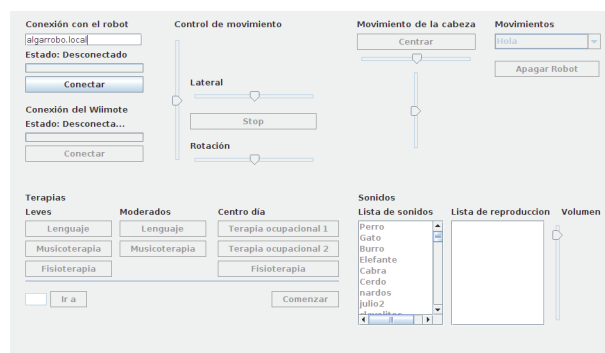 Conexión con el robot
algarrobo.local
Estado: Desconectado
Conectar
Conexión del Wiimote
Estado: Desconecta...
Conectar
Control de movimiento
Lateral
Stop
Rotación
Movimiento de la cabeza
Centrar
Movimientos
Hola
Apagar Robot
Terapias
Leves
Moderados
Centro día
Lenguaje
Lenguaje
Terapia ocupacional 1
Musicoterapia
Musicoterapia
Terapia ocupacional 2
Fisioterapia
Fisioterapia
Ir a
Comenzar
Sonidos
Lista de sonidos
Lista de reproduccion
Volumen
Perro
Gato
Burro
Elefante
Cabra
Cerdo
nardos
julio2